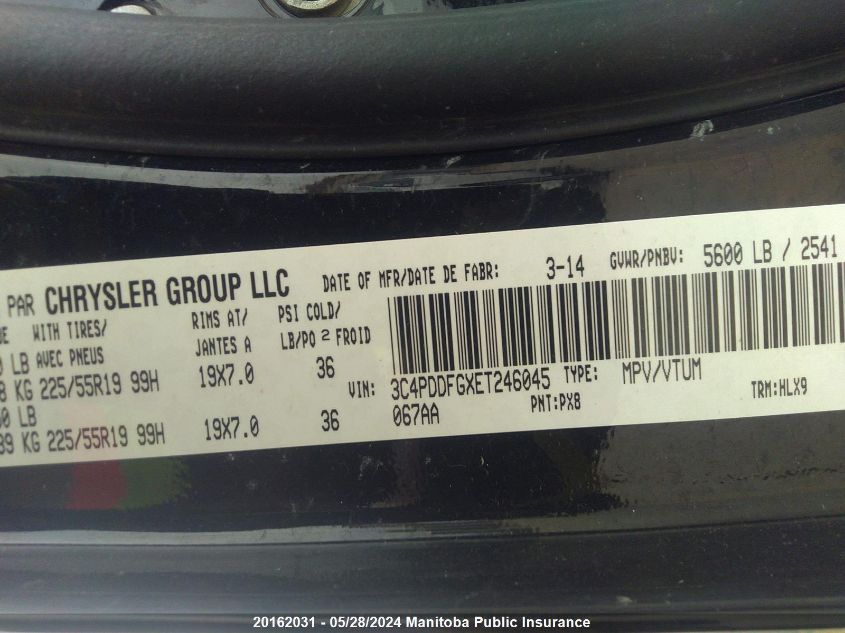 PAR CHRYSLER GROUP LLC DATE OF MFR/DATE DE FABR: 3-14 GVWR/PNBV: 5600 LB / 2541
WITH TIRES/ RIMS AT/ PSI COLD/
LB AVEC PNEUS JANTES A LB/PO 2 FROID
KG 225/55R19 99H 19X7.0 36
VIN: 3C4PDDFGXET246045 TYPE: MPV/VTUM
LB 067AA PNT:PX8 TRM:HLX9
KG 225/55R19 99H 19X7.0 36
20162031 - 05/28/2024 Manitoba Public Insurance